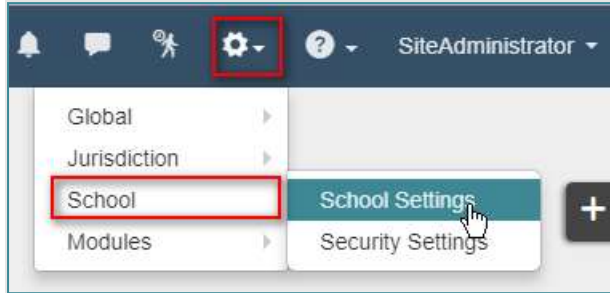 SiteAdministrator
Global
Jurisdiction
School
School Settings
Modules
Security Settings